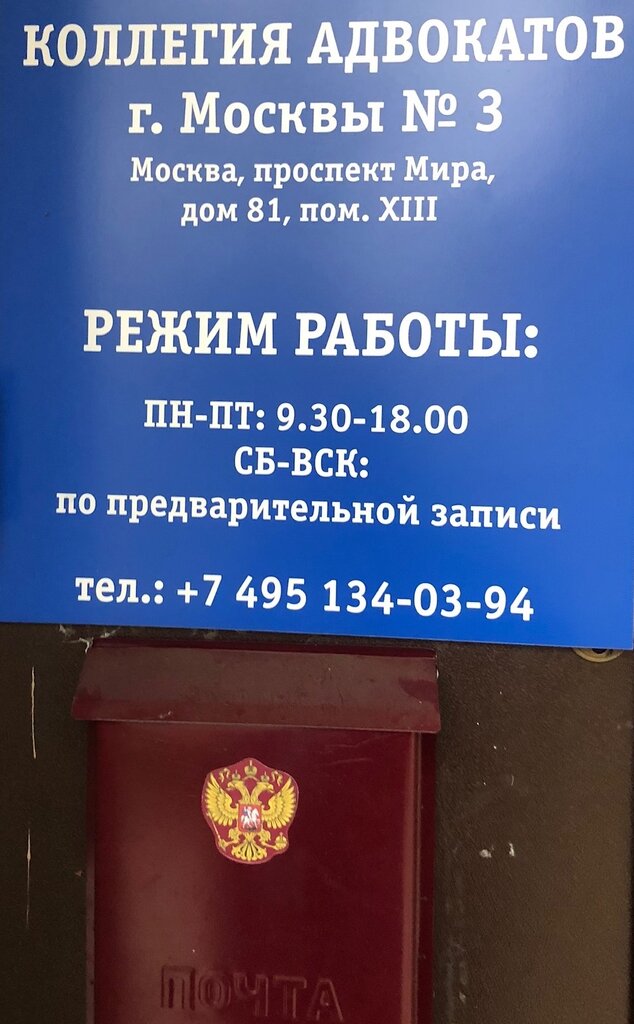 КОЛЛЕГИЯ АДВОКАТОВ
г. Москвы № 3
Москва, проспект Мира,
дом 81, пом. XIII
РЕЖИМ РАБОТЫ:
ПН-ПТ: 9.30-18.00
СБ-ВСК:
по предварительной записи
тел.: +7 495 134-03-94
ПОЧТА